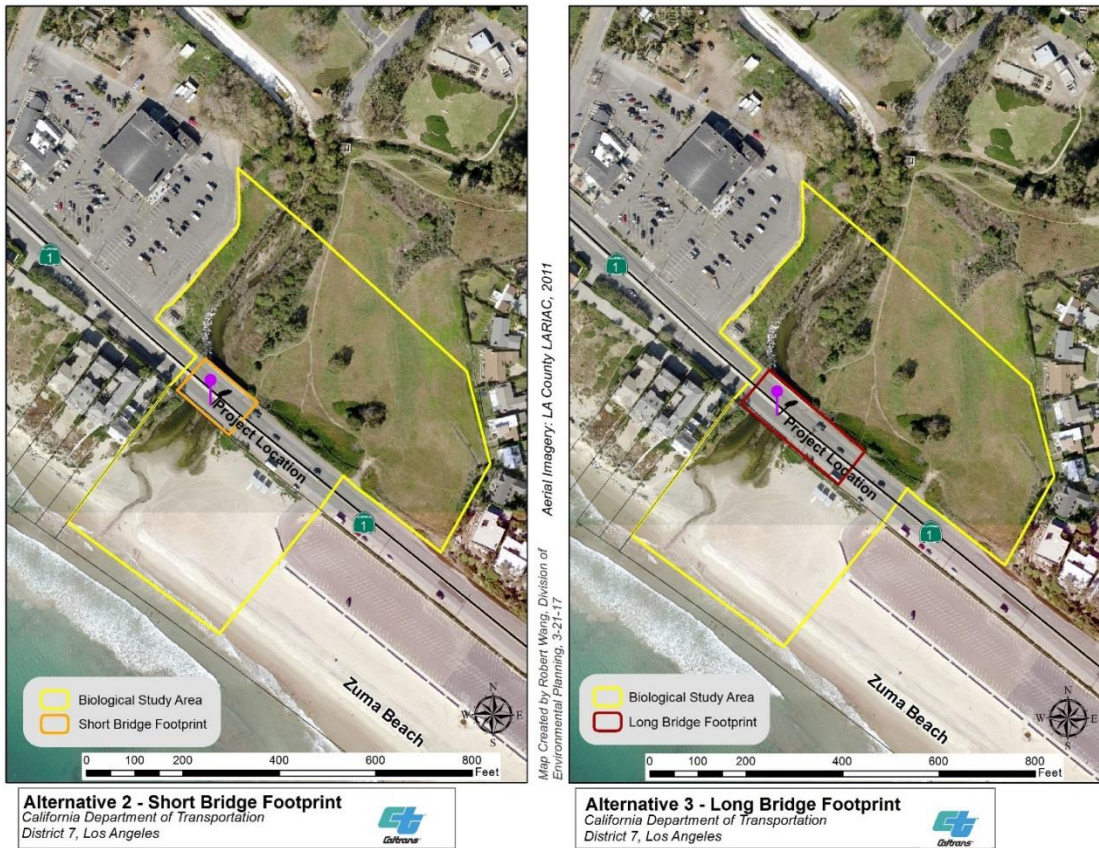 1
Project Location
1
Zuma Beach
Biological Study Area
Short Bridge Footprint
N
W E
S
0 200 400 600 800
Feet
Alternative 2 - Short Bridge Footprint
California Department of Transportation
District 7, Los Angeles
Caltrans
Map Created by Robert Wang, Division of
Environmental Planning, 3-21-17
Aerial Imagery: LA County LARIAC, 2011
1
Project Location
1
Zuma Beach
Biological Study Area
Long Bridge Footprint
N
W E
S
0 200 400 600 800
Feet
Alternative 3 - Long Bridge Footprint
California Department of Transportation
District 7, Los Angeles
Caltrans